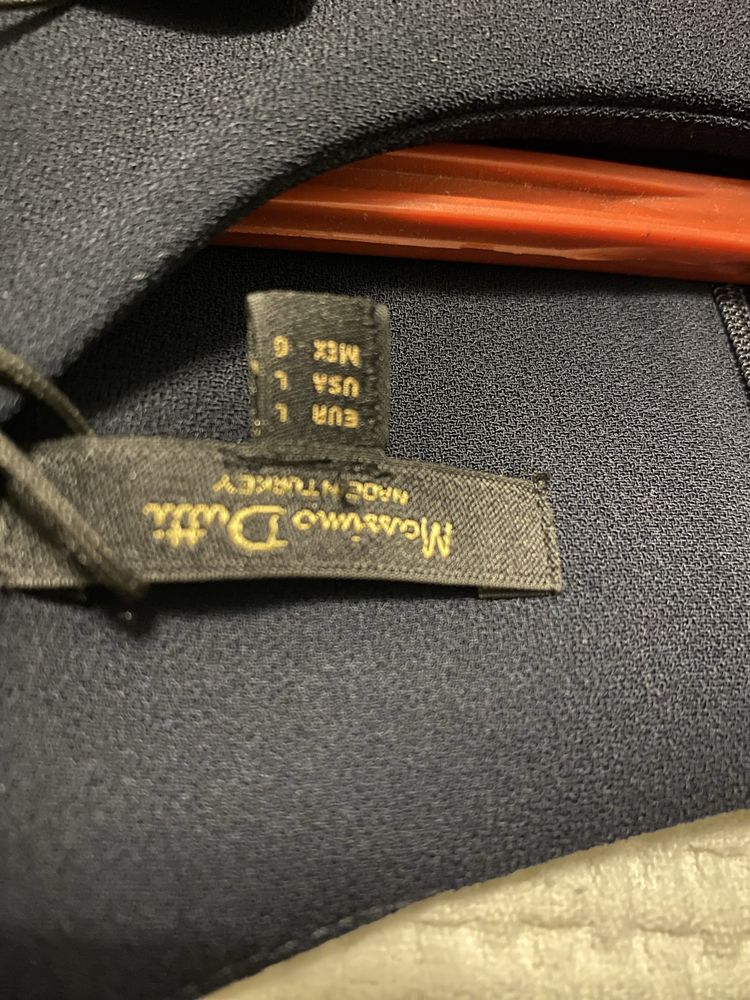 Massimo Dutti
MADE IN TURKEY
EUR L
USA L
MEX G